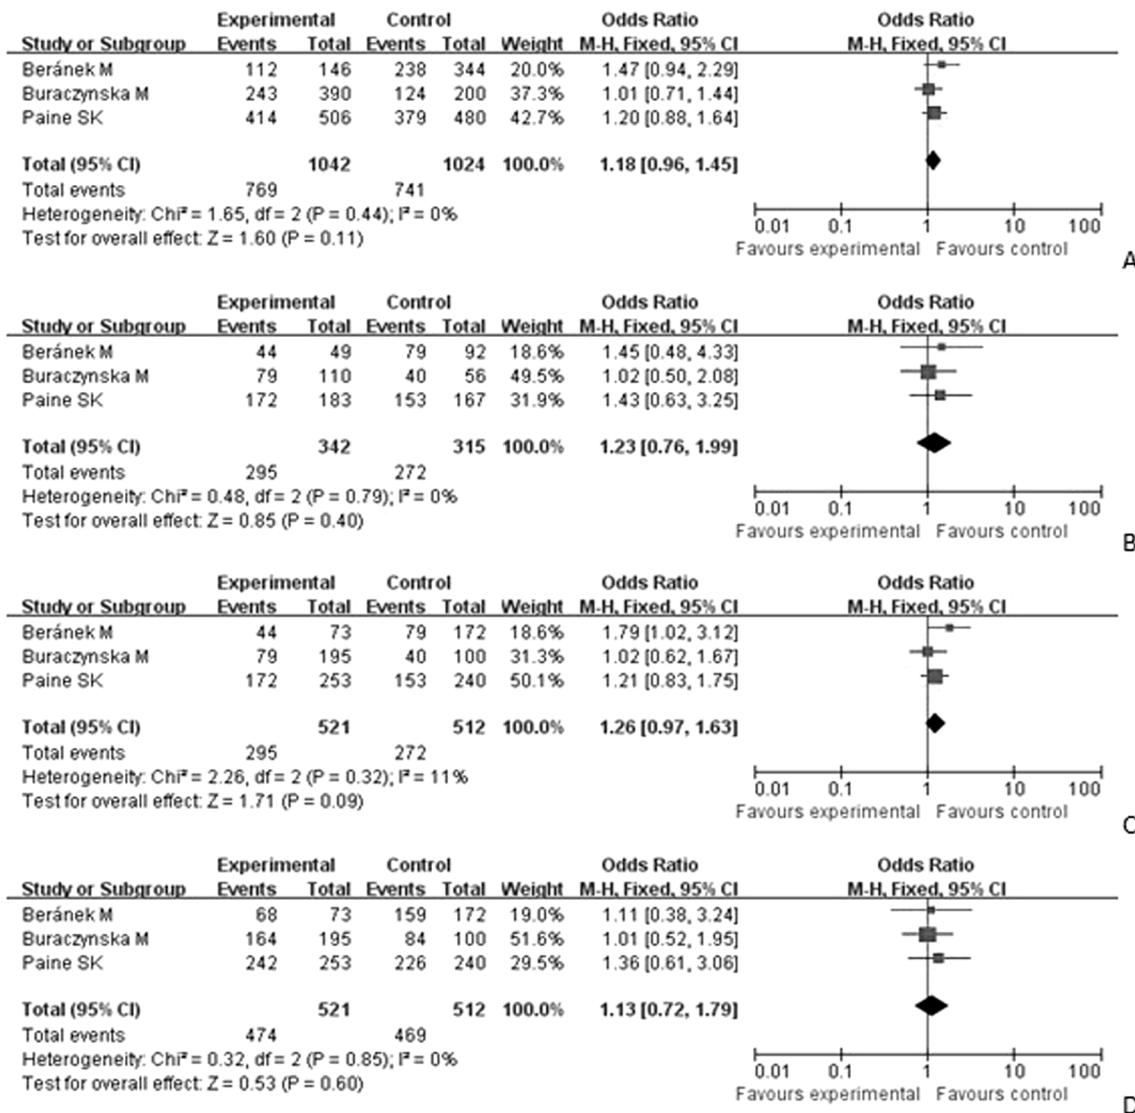 Experimental Control Odds Ratio Odds Ratio
Study or Subgroup Events Total Events Total Weight M-H, Fixed, 95% CI M-H, Fixed, 95% CI
Beránek M 112 146 238 344 20.0% 1.47 [0.94, 2.29]
Buraczynska M 243 390 124 200 37.3% 1.01 [0.71, 1.44]
Paine SK 414 506 379 480 42.7% 1.20 [0.88, 1.64]
Total (95% CI) 1042 1024 100.0% 1.18 [0.96, 1.45]
Total events 769 741
Heterogeneity: Chi² = 1.65, df = 2 (P = 0.44); I² = 0%
Test for overall effect: Z = 1.60 (P = 0.11)
0.01 0.1 1 10 100
Favours experimental Favours control
A
Experimental Control Odds Ratio Odds Ratio
Study or Subgroup Events Total Events Total Weight M-H, Fixed, 95% CI M-H, Fixed, 95% CI
Beránek M 44 49 79 92 18.6% 1.45 [0.48, 4.33]
Buraczynska M 79 110 40 56 49.5% 1.02 [0.50, 2.08]
Paine SK 172 183 153 167 31.9% 1.43 [0.63, 3.25]
Total (95% CI) 342 315 100.0% 1.23 [0.76, 1.99]
Total events 295 272
Heterogeneity: Chi² = 0.48, df = 2 (P = 0.79); I² = 0%
Test for overall effect: Z = 0.85 (P = 0.40)
0.01 0.1 1 10 100
Favours experimental Favours control
B
Experimental Control Odds Ratio Odds Ratio
Study or Subgroup Events Total Events Total Weight M-H, Fixed, 95% CI M-H, Fixed, 95% CI
Beránek M 44 73 79 172 18.6% 1.79 [1.02, 3.12]
Buraczynska M 79 195 40 100 31.3% 1.02 [0.62, 1.67]
Paine SK 172 253 153 240 50.1% 1.21 [0.83, 1.75]
Total (95% CI) 521 512 100.0% 1.26 [0.97, 1.63]
Total events 295 272
Heterogeneity: Chi² = 2.26, df = 2 (P = 0.32); I² = 11%
Test for overall effect: Z = 1.71 (P = 0.09)
0.01 0.1 1 10 100
Favours experimental Favours control
C
Experimental Control Odds Ratio Odds Ratio
Study or Subgroup Events Total Events Total Weight M-H, Fixed, 95% CI M-H, Fixed, 95% CI
Beránek M 68 73 159 172 19.0% 1.11 [0.38, 3.24]
Buraczynska M 164 195 84 100 51.6% 1.01 [0.52, 1.95]
Paine SK 242 253 226 240 29.5% 1.36 [0.61, 3.06]
Total (95% CI) 521 512 100.0% 1.13 [0.72, 1.79]
Total events 474 469
Heterogeneity: Chi² = 0.32, df = 2 (P = 0.85); I² = 0%
Test for overall effect: Z = 0.53 (P = 0.60)
0.01 0.1 1 10 100
Favours experimental Favours control
D